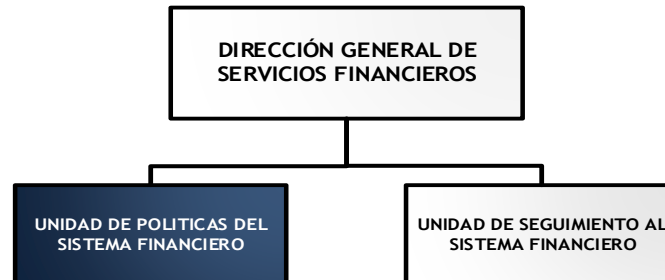 DIRECCIÓN GENERAL DE
SERVICIOS FINANCIEROS
UNIDAD DE POLITICAS DEL
SISTEMA FINANCIERO
UNIDAD DE SEGUIMIENTO AL
SISTEMA FINANCIERO